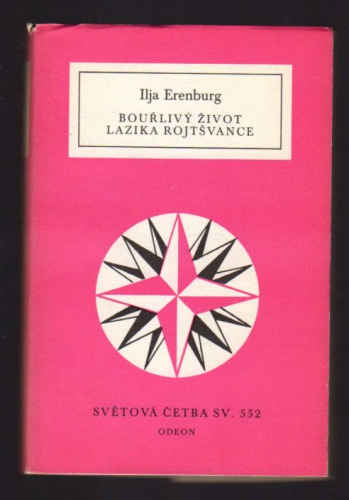 Ilja Erenburg
BOUŘLIVÝ ŽIVOT
LAZIKA ROJTŠVANCE
SVĚTOVÁ ČETBA SV. 552
ODEON